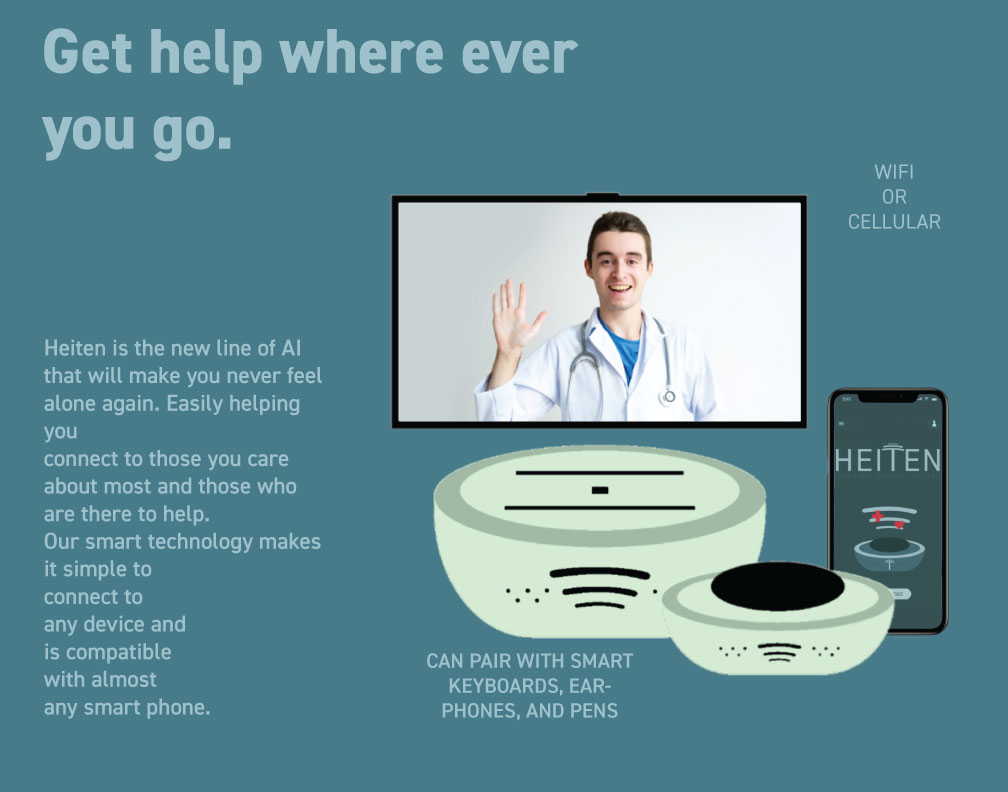 Get help where ever
you go.
WIFI
OR
CELLULAR
Heiten is the new line of AI
that will make you never feel
alone again. Easily helping
you
connect to those you care
about most and those who
are there to help.
Our smart technology makes
it simple to
connect to
any device and
is compatible
with almost
any smart phone.
HEITEN
CAN PAIR WITH SMART
KEYBOARDS, EAR-
PHONES, AND PENS